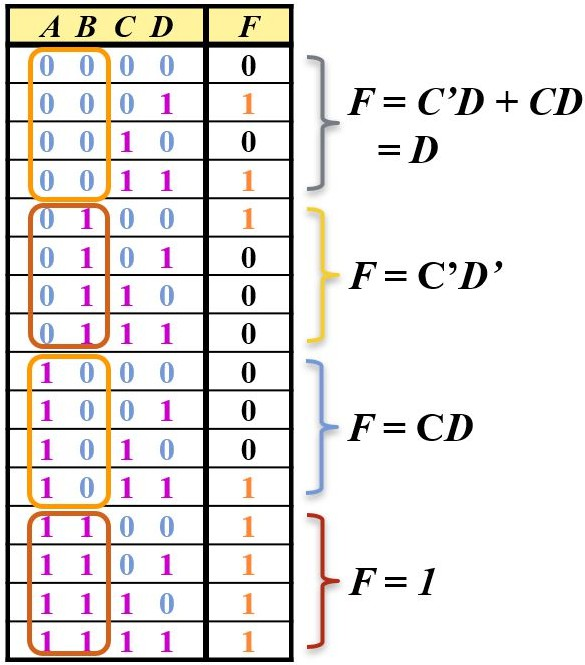 A B C D F
0 0 0 0 0
0 0 0 1 1
0 0 1 0 0
0 0 1 1 1
0 1 0 0 1
0 1 0 1 0
0 1 1 0 0
0 1 1 1 0
1 0 0 0 0
1 0 0 1 0
1 0 1 0 0
1 0 1 1 1
1 1 0 0 1
1 1 0 1 1
1 1 1 0 1
1 1 1 1 1
F = C’D + CD
= D
F = C’D’
F = CD
F = 1